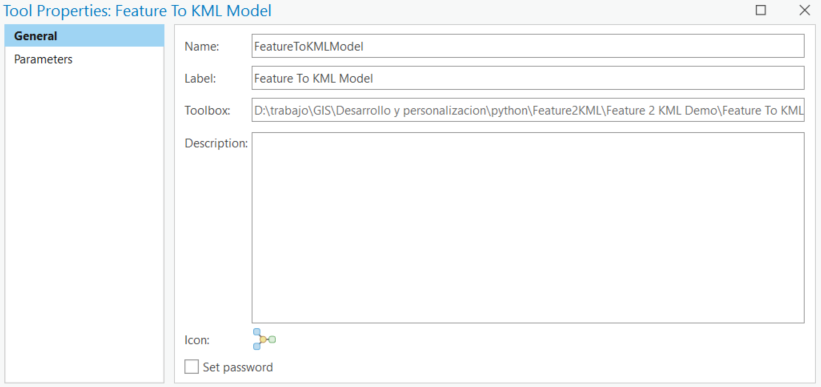 Tool Properties: Feature To KML Model
General
Parameters
Name:
FeatureToKMLModel
Label:
Feature To KML Model
Toolbox:
D:\trabajo\GIS\Desarrollo y personalizacion\python\Feature2KML\Feature 2 KML Demo\Feature To KML
Description:
Icon:
Set password